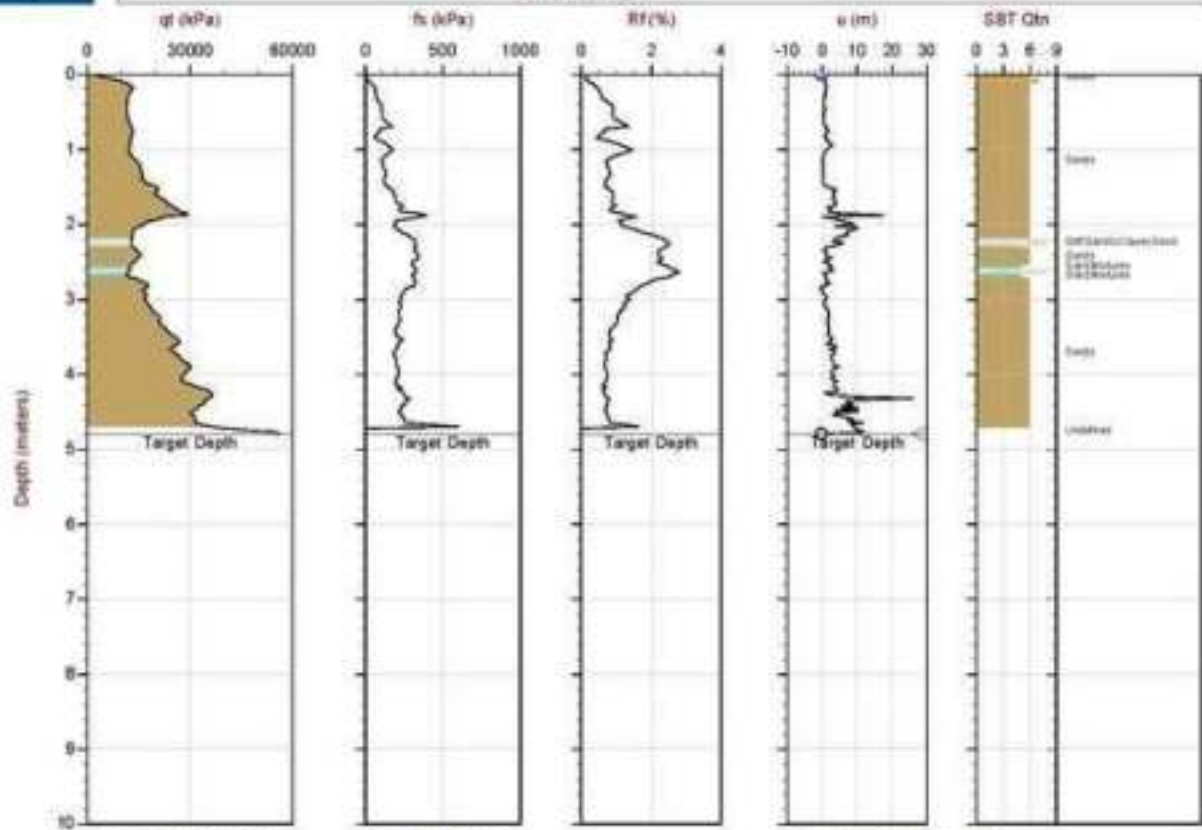 qt (kPa) fs (kPa) Rf (%) u (m) SBT Qtn
0 30000 60000 0 500 1000 0 2 4 -10 0 10 20 30 0 3 6 9
0
1
Sands
2
Sands
3
Sands
4
Undefined
Target Depth Target Depth Target Depth
5
6
7
8
9
10
Depth (meters)